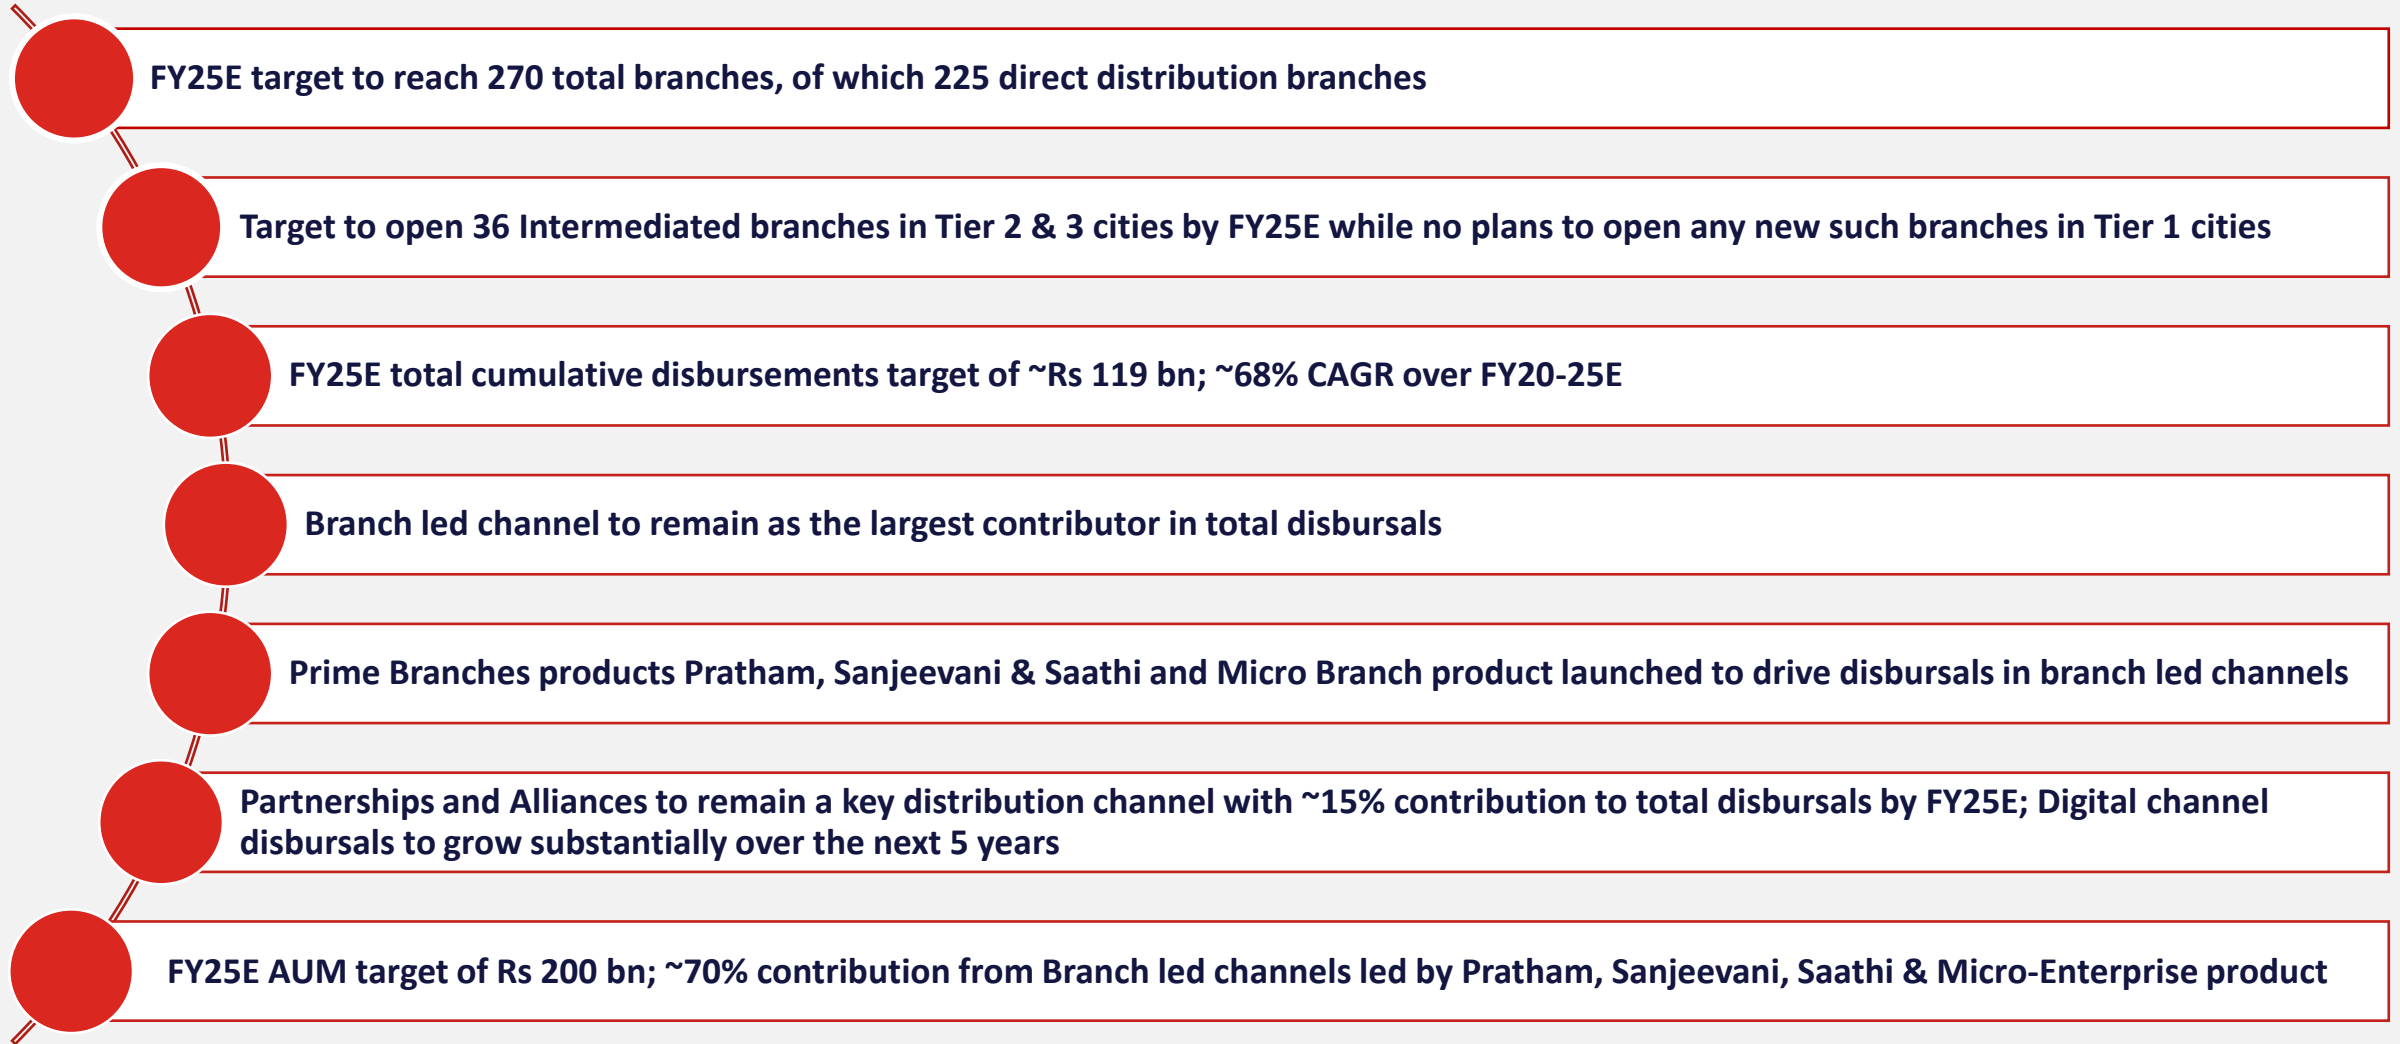 FY25E target to reach 270 total branches, of which 225 direct distribution branches
Target to open 36 Intermediated branches in Tier 2 & 3 cities by FY25E while no plans to open any new such branches in Tier 1 cities
FY25E total cumulative disbursements target of ~Rs 119 bn; ~68% CAGR over FY20-25E
Branch led channel to remain as the largest contributor in total disbursals
Prime Branches products Pratham, Sanjeevani & Saathi and Micro Branch product launched to drive disbursals in branch led channels
Partnerships and Alliances to remain a key distribution channel with ~15% contribution to total disbursals by FY25E; Digital channel
disbursals to grow substantially over the next 5 years
FY25E AUM target of Rs 200 bn; ~70% contribution from Branch led channels led by Pratham, Sanjeevani, Saathi & Micro-Enterprise product